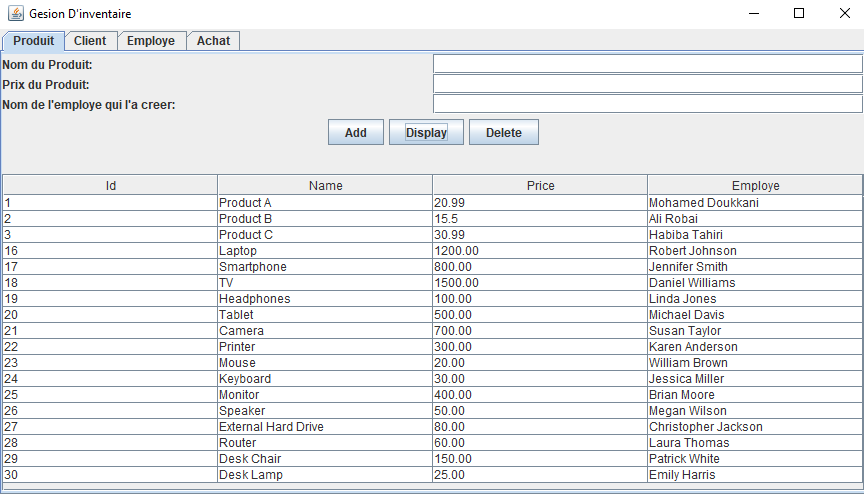 Gesion D'inventaire
Produit Client Employe Achat
Nom du Produit:
Prix du Produit:
Nom de l'employe qui l'a creer:
Add Display Delete
Id Name Price Employe
1 Product A 20.99 Mohamed Doukkani
2 Product B 15.5 Ali Robai
3 Product C 30.99 Habiba Tahiri
16 Laptop 1200.00 Robert Johnson
17 Smartphone 800.00 Jennifer Smith
18 TV 1500.00 Daniel Williams
19 Headphones 100.00 Linda Jones
20 Tablet 500.00 Michael Davis
21 Camera 700.00 Susan Taylor
22 Printer 300.00 Karen Anderson
23 Mouse 20.00 William Brown
24 Keyboard 30.00 Jessica Miller
25 Monitor 400.00 Brian Moore
26 Speaker 50.00 Megan Wilson
27 External Hard Drive 80.00 Christopher Jackson
28 Router 60.00 Laura Thomas
29 Desk Chair 150.00 Patrick White
30 Desk Lamp 25.00 Emily Harris